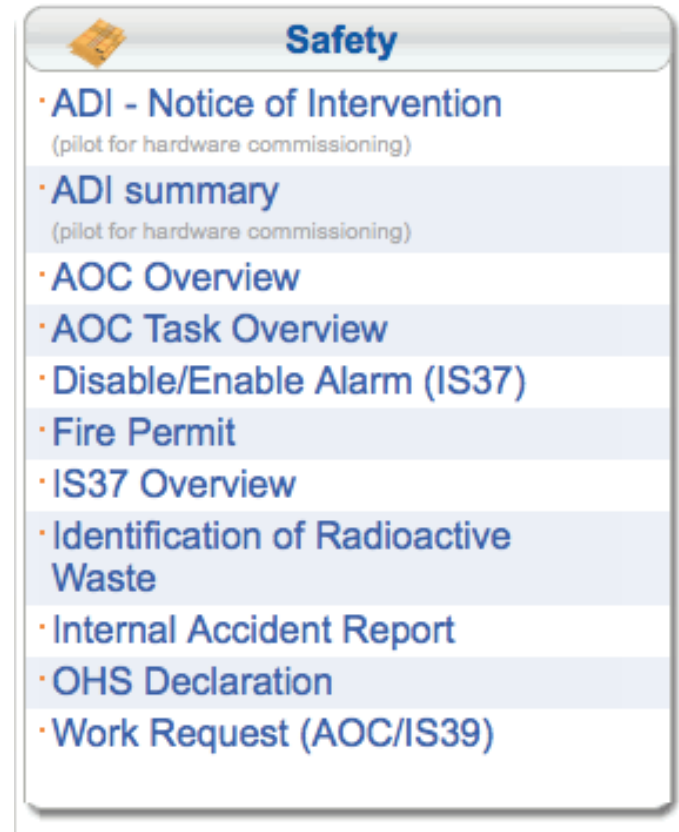 Safety
ADI - Notice of Intervention
(pilot for hardware commissioning)
ADI summary
(pilot for hardware commissioning)
AOC Overview
AOC Task Overview
Disable/Enable Alarm (IS37)
Fire Permit
IS37 Overview
Identification of Radioactive
Waste
Internal Accident Report
OHS Declaration
Work Request (AOC/IS39)